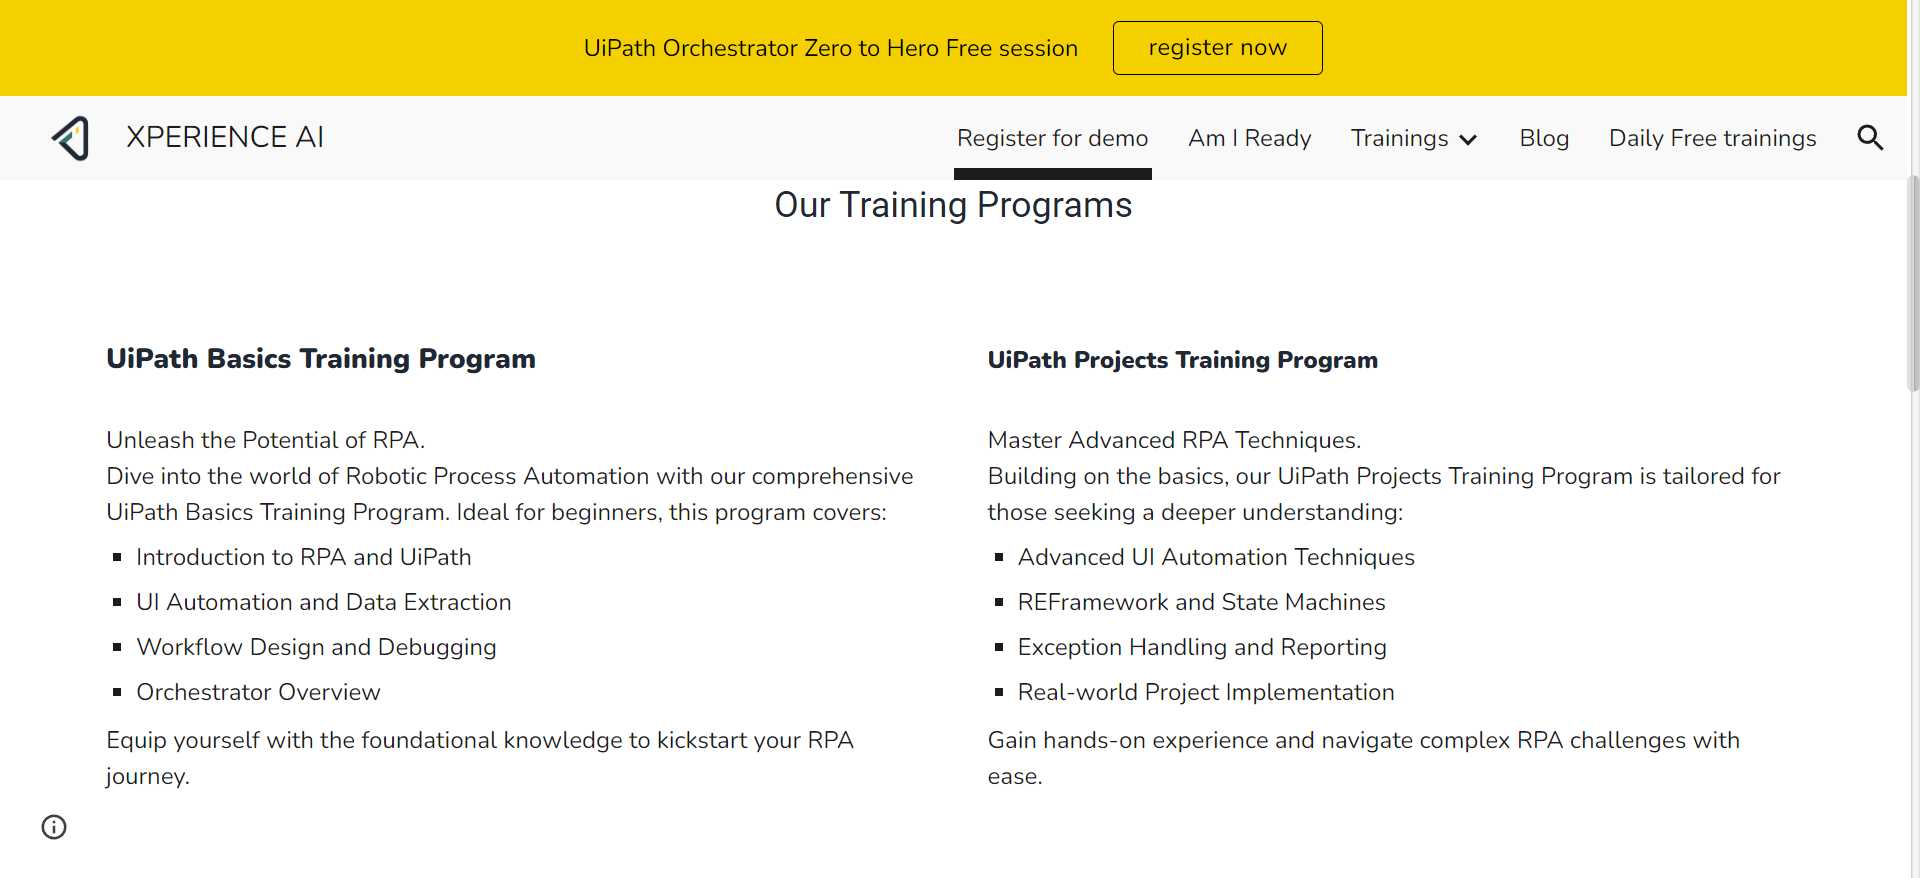 UiPath Orchestrator Zero to Hero Free session
register now
XPERIENCE AI
Register for demo
Am I Ready
Trainings
Blog
Daily Free trainings
Our Training Programs
UiPath Basics Training Program
Unleash the Potential of RPA.
Dive into the world of Robotic Process Automation with our comprehensive
UiPath Basics Training Program. Ideal for beginners, this program covers:
Introduction to RPA and UiPath
UI Automation and Data Extraction
Workflow Design and Debugging
Orchestrator Overview
Equip yourself with the foundational knowledge to kickstart your RPA
journey.
UiPath Projects Training Program
Master Advanced RPA Techniques.
Building on the basics, our UiPath Projects Training Program is tailored for
those seeking a deeper understanding:
Advanced UI Automation Techniques
REFramework and State Machines
Exception Handling and Reporting
Real-world Project Implementation
Gain hands-on experience and navigate complex RPA challenges with
ease.